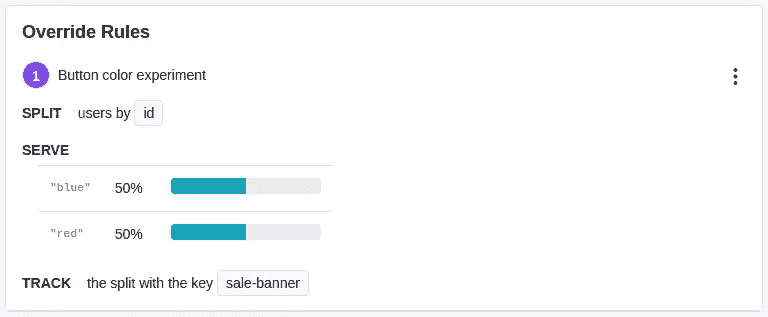 Override Rules
1 Button color experiment
SPLIT users by id
SERVE
"blue" 50%
"red" 50%
TRACK the split with the key sale-banner